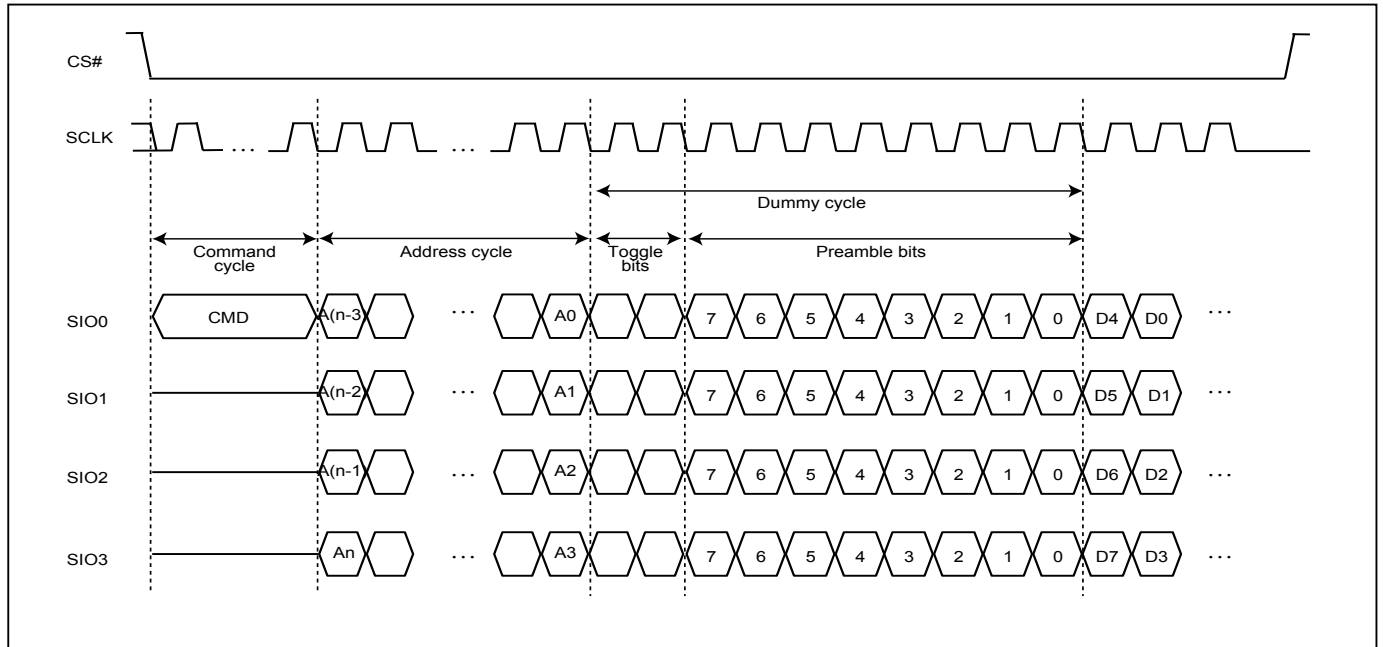 CS#
SCLK ... ...
Dummy cycle
Command cycle Address cycle Toggle bits Preamble bits
SIO0 CMD A(n-3) ... A0 7 6 5 4 3 2 1 0 D4 D0 ...
SIO1 A(n-2) ... A1 7 6 5 4 3 2 1 0 D5 D1 ...
SIO2 A(n-1) ... A2 7 6 5 4 3 2 1 0 D6 D2 ...
SIO3 An ... A3 7 6 5 4 3 2 1 0 D7 D3 ...